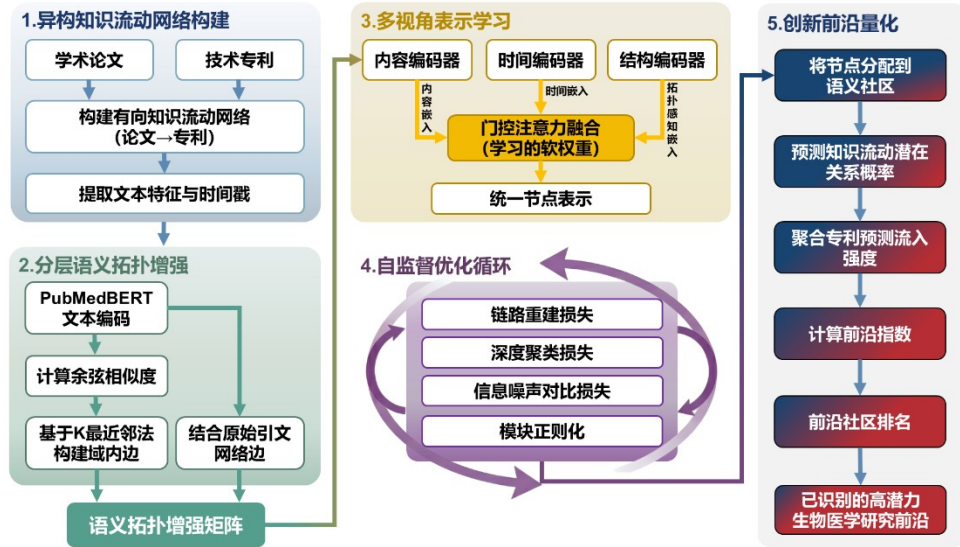 1.异构知识流动网络构建
学术论文
技术专利
构建有向知识流动网络
(论文→专利)
提取文本特征与时间戳
2.分层语义拓扑增强
PubMedBERT
文本编码
计算余弦相似度
基于K最近邻法
构建域内边
结合原始引文
网络边
语义拓扑增强矩阵
3.多视角表示学习
内容编码器
时间编码器
结构编码器
内容嵌入
时间嵌入
拓扑感知嵌入
门控注意力融合
(学习的软权重)
统一节点表示
4.自监督优化循环
链路重建损失
深度聚类损失
信息噪声对比损失
模块正则化
5.创新前沿量化
将节点分配到
语义社区
预测知识流动潜在
关系概率
聚合专利预测流入
强度
计算前沿指数
前沿社区排名
已识别的高潜力
生物医学研究前沿